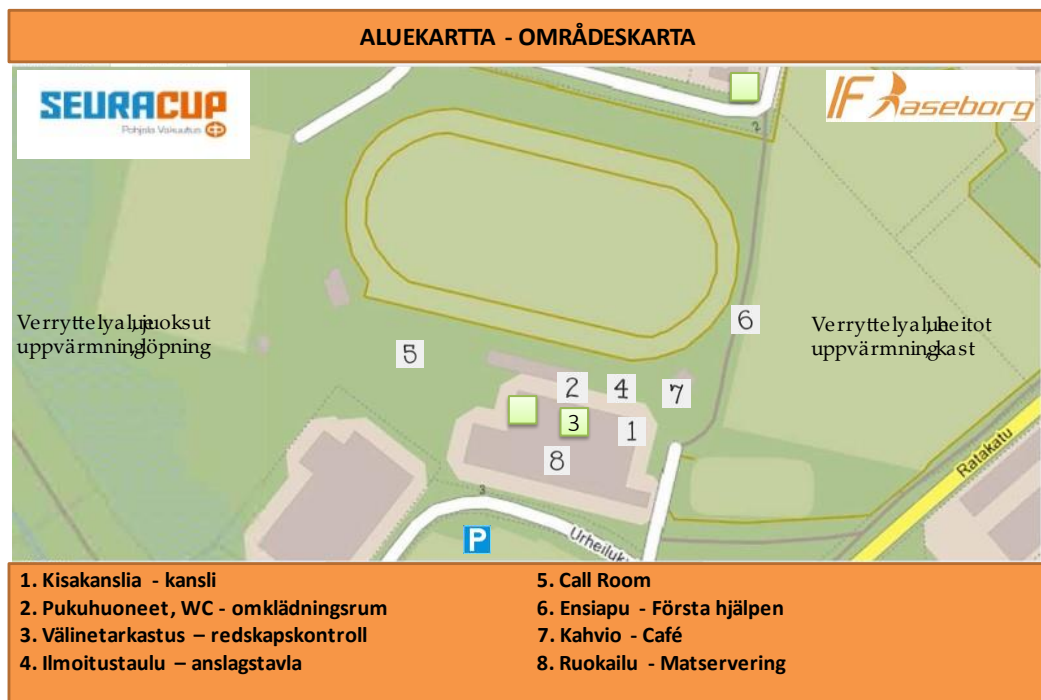 ALUEKARTTA - OMRÅDESKARTA
SEURACUP
Pohjola Vakuutus
IF Raseborg
2
Verryttelyalue, juoksut
uppvärmning, löpning
6
Verryttelyalue, heitot
uppvärmning, kast
5
2
4
7
3
1
8
Ratakatu
3
P
Urheiluk
1. Kisakanslia - kansli
2. Pukuhuoneet, WC - omklädningsrum
3. Välinetarkastus – redskapskontroll
4. Ilmoitustaulu – anslagstavla
5. Call Room
6. Ensiapu - Första hjälpen
7. Kahvio - Café
8. Ruokailu - Matservering